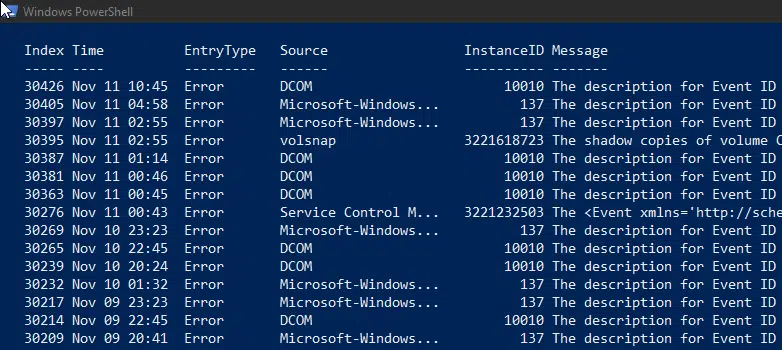 Windows PowerShell
Index Time EntryType Source InstanceID Message
----- ---- --------- ------ ---------- -------
30426 Nov 11 10:45 Error DCOM 10010 The description for Event ID
30405 Nov 11 04:58 Error Microsoft-Windows... 137 The description for Event ID
30397 Nov 11 02:55 Error Microsoft-Windows... 137 The description for Event ID
30395 Nov 11 02:55 Error volsnap 3221618723 The shadow copies of volume C
30387 Nov 11 01:14 Error DCOM 10010 The description for Event ID
30381 Nov 11 00:46 Error DCOM 10010 The description for Event ID
30363 Nov 11 00:45 Error DCOM 10010 The description for Event ID
30276 Nov 11 00:43 Error Service Control M... 3221232503 The <Event xmlns='http://sche
30269 Nov 10 23:23 Error Microsoft-Windows... 137 The description for Event ID
30265 Nov 10 22:45 Error DCOM 10010 The description for Event ID
30239 Nov 10 20:24 Error DCOM 10010 The description for Event ID
30232 Nov 10 01:32 Error Microsoft-Windows... 137 The description for Event ID
30217 Nov 09 23:23 Error Microsoft-Windows... 137 The description for Event ID
30214 Nov 09 22:45 Error DCOM 10010 The description for Event ID
30209 Nov 09 20:41 Error Microsoft-Windows... 137 The description for Event ID